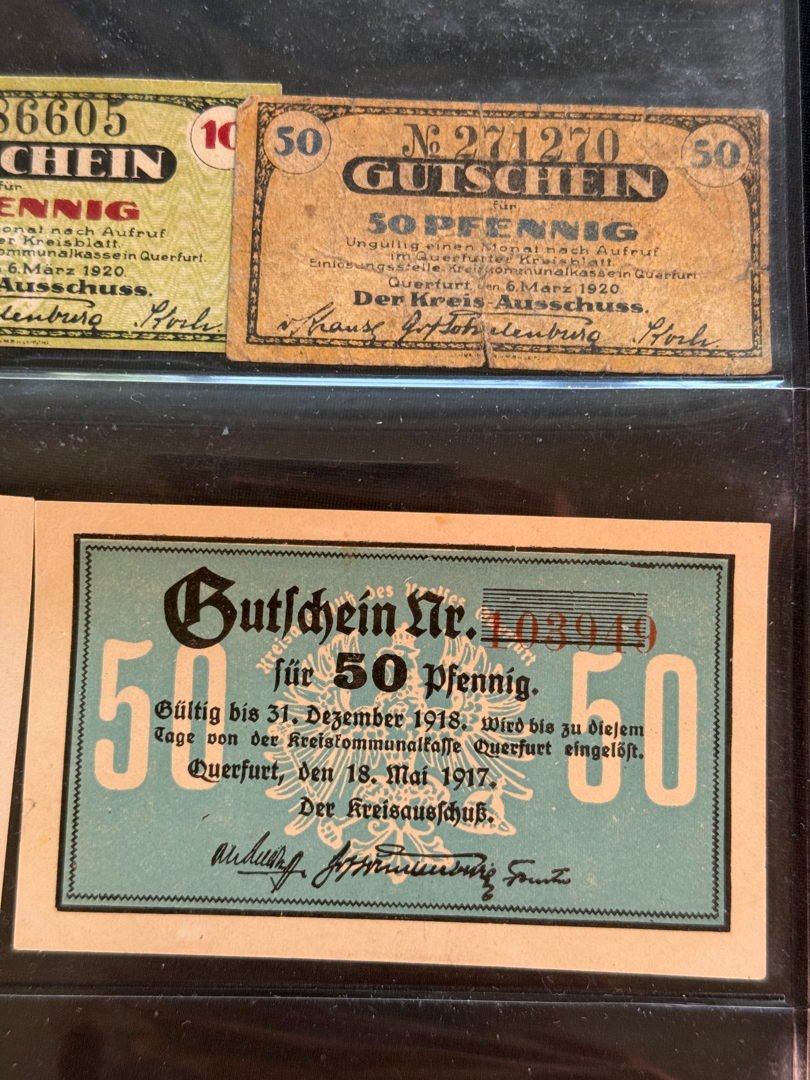 86605
10
CHEIN
für
ENNIG
onat nach Aufruf
er Kreisblatt.
ommunalkasse in Querfurt.
6. März 1920.
Ausschuss.
50
№ 271270
50
GUTSCHEIN
für
50 PFENNIG
Ungültig einen Monat nach Aufruf
im Querfurter Kreisblatt.
Einlösungsstelle: Kreiskommunalkasse in Querfurt.
Querfurt, den 6. März 1920.
Der Kreis-Ausschuss.
Gutſchein Nr. 103949
für 50 Pfennig.
50
50
Gültig bis 31. Dezember 1918. Wird bis zu dieſem
Tage von der Kreiskommunalkaſſe Querfurt eingelöſt.
Querfurt, den 18. Mai 1917.
Der Kreisausſchuß.